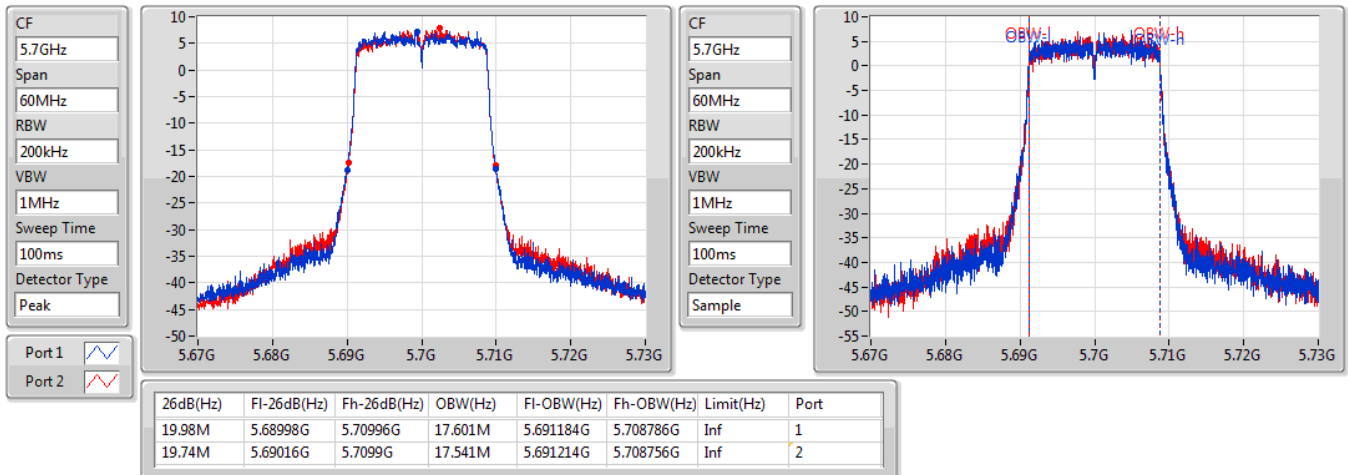 CF
5.7GHz
Span
60MHz
RBW
200kHz
VBW
1MHz
Sweep Time
100ms
Detector Type
Peak
Port 1
Port 2
10
5
0
-5
-10
-15
-20
-25
-30
-35
-40
-45
-50
5.67G 5.68G 5.69G 5.7G 5.71G 5.72G 5.73G
CF
5.7GHz
Span
60MHz
RBW
200kHz
VBW
1MHz
Sweep Time
100ms
Detector Type
Sample
10
5
0
-5
-10
-15
-20
-25
-30
-35
-40
-45
-50
-55
OBW-l OBW-h
OBW-l OBW-h
5.67G 5.68G 5.69G 5.7G 5.71G 5.72G 5.73G
26dB(Hz) Fl-26dB(Hz) Fh-26dB(Hz) OBW(Hz) Fl-OBW(Hz) Fh-OBW(Hz) Limit(Hz) Port
19.98M 5.68998G 5.70996G 17.601M 5.691184G 5.708786G Inf 1
19.74M 5.69016G 5.7099G 17.541M 5.691214G 5.708756G Inf 2